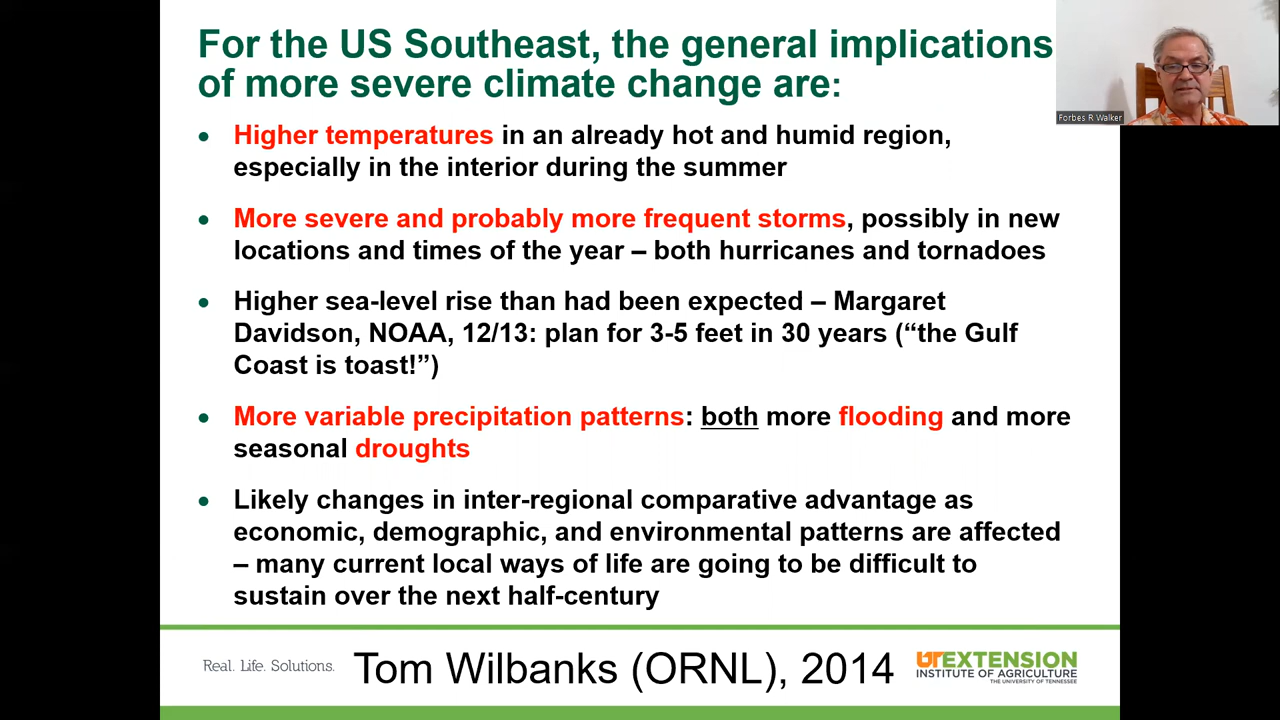 For the US Southeast, the general implications
of more severe climate change are:
• Higher temperatures in an already hot and humid region,
especially in the interior during the summer
• More severe and probably more frequent storms, possibly in new
locations and times of the year – both hurricanes and tornadoes
• Higher sea-level rise than had been expected – Margaret
Davidson, NOAA, 12/13: plan for 3-5 feet in 30 years (“the Gulf
Coast is toast!”)
• More variable precipitation patterns: both more flooding and more
seasonal droughts
• Likely changes in inter-regional comparative advantage as
economic, demographic, and environmental patterns are affected
– many current local ways of life are going to be difficult to
sustain over the next half-century
Forbes R Walker
Real. Life. Solutions.
Tom Wilbanks (ORNL), 2014
UT EXTENSION
INSTITUTE OF AGRICULTURE
THE UNIVERSITY OF TENNESSEE